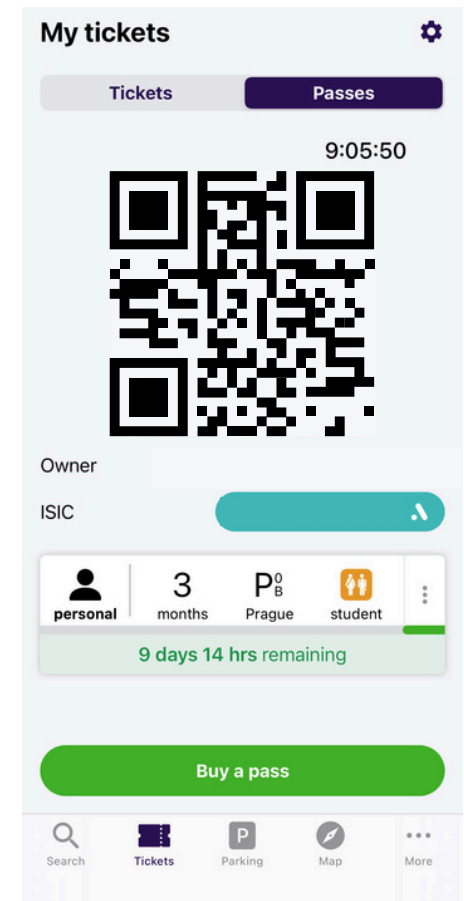 My tickets
Tickets Passes
9:05:50
Owner
ISIC
3 P 0 B
personal months Prague student
9 days 14 hrs remaining
Buy a pass
P
Search Tickets Parking Map More